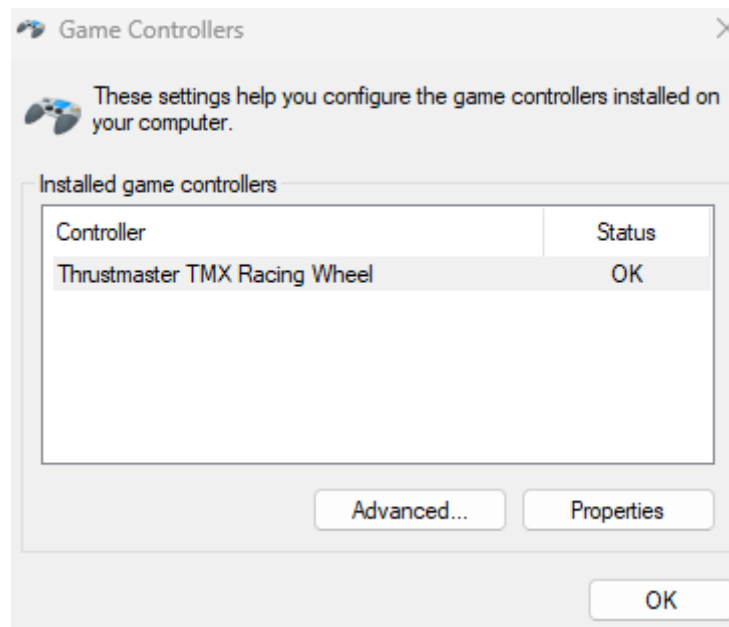 Game Controllers
These settings help you configure the game controllers installed on
your computer.
Installed game controllers
Controller Status
Thrustmaster TMX Racing Wheel OK
Advanced... Properties
OK